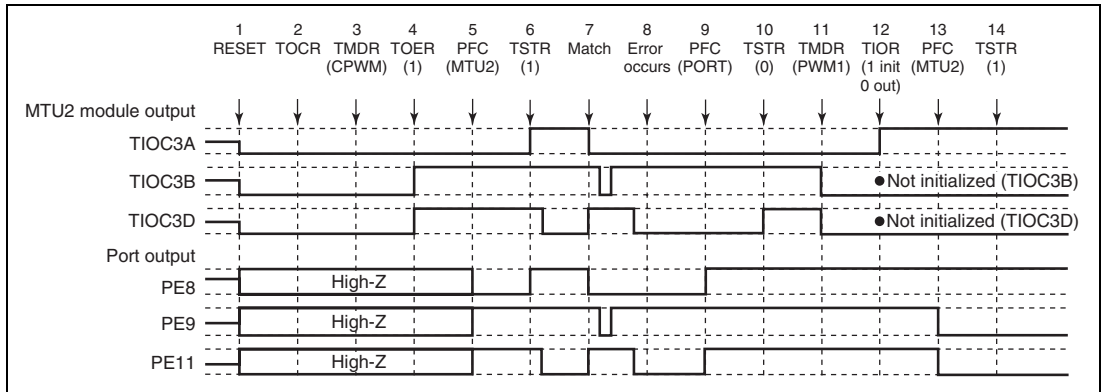 1 2 3 4 5 6 7 8 9 10 11 12 13 14
RESET TOCR TMDR TOER PFC TSTR Match Error PFC TSTR TMDR TIOR PFC TSTR
(CPWM) (1) (MTU2) (1) occurs (PORT) (0) (PWM1) (1 init (MTU2) (1)
0 out)
MTU2 module output
TIOC3A
TIOC3B
●Not initialized (TIOC3B)
TIOC3D
●Not initialized (TIOC3D)
Port output
PE8
High-Z
PE9
High-Z
PE11
High-Z